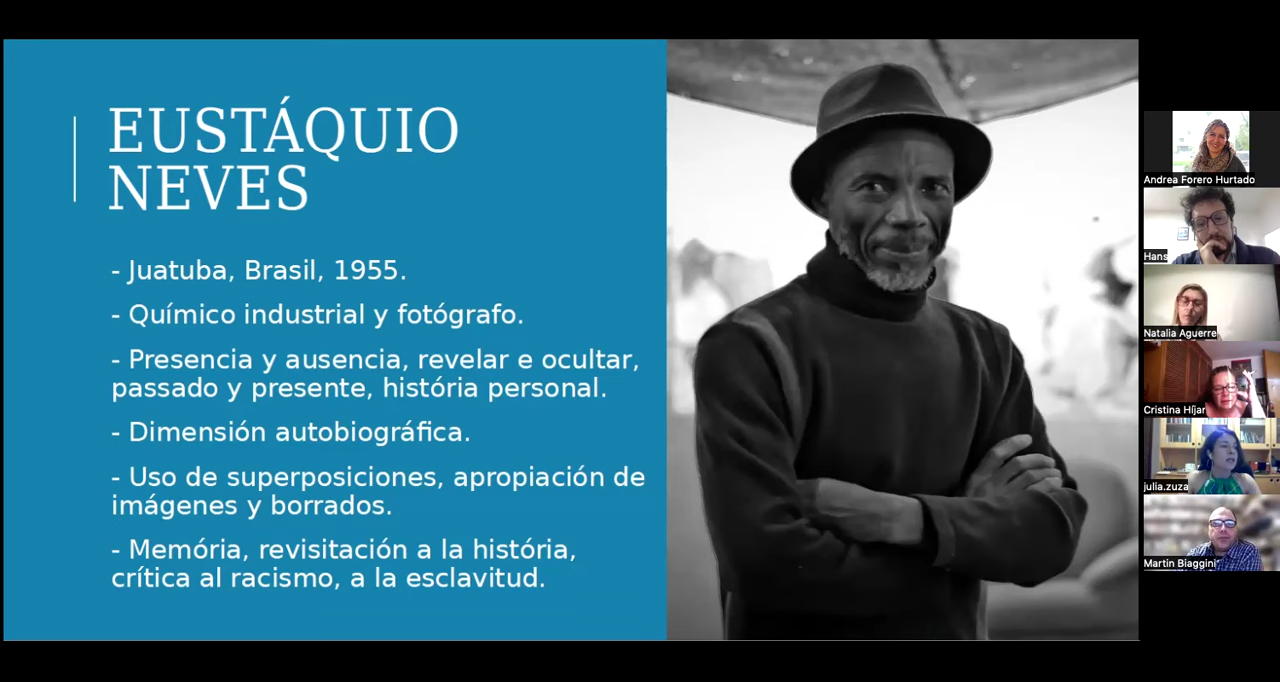 EUSTÁQUIO
NEVES
- Juatuba, Brasil, 1955.
- Químico industrial y fotógrafo.
- Presencia y ausencia, revelar e ocultar,
passado y presente, história personal.
- Dimensión autobiográfica.
- Uso de superposiciones, apropiación de
imágenes y borrados.
- Memória, revisitación a la história,
crítica al racismo, a la esclavitud.
Andrea Forero Hurtado
Hans
Natalia Aguerre
Cristina Híjar
julia.zuza
Martin Biaggini